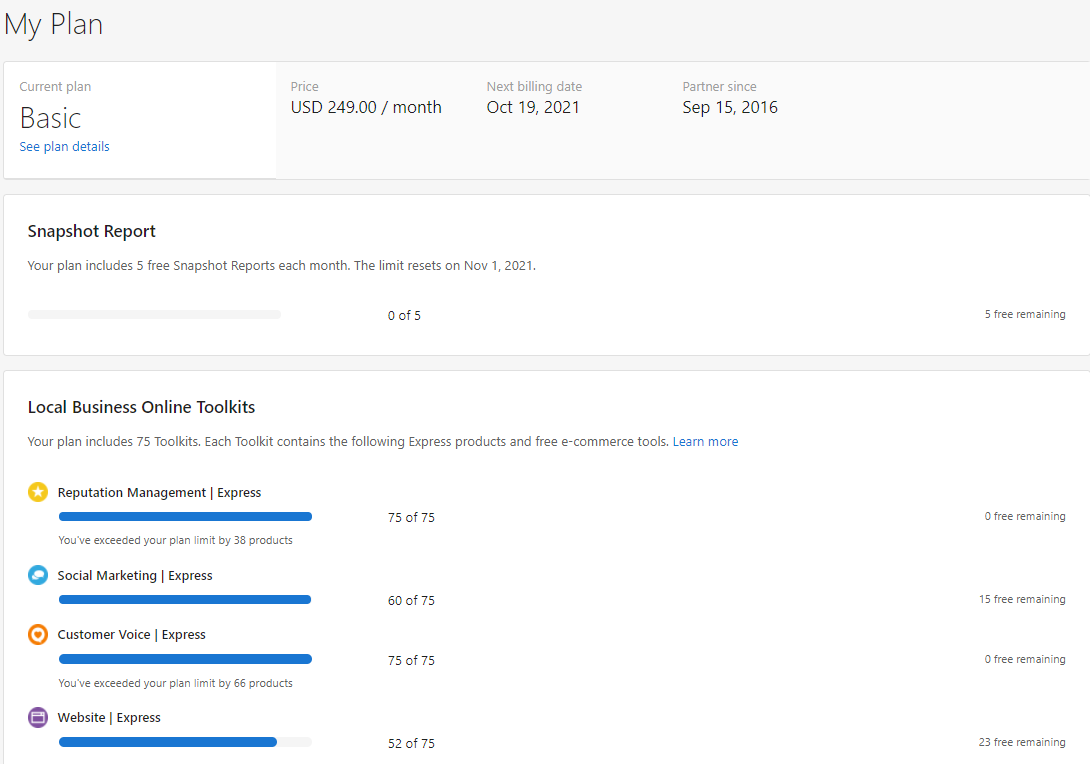 My Plan
Current plan
Basic
See plan details
Price
USD 249.00 / month
Next billing date
Oct 19, 2021
Partner since
Sep 15, 2016
Snapshot Report
Your plan includes 5 free Snapshot Reports each month. The limit resets on Nov 1, 2021.
0 of 5
5 free remaining
Local Business Online Toolkits
Your plan includes 75 Toolkits. Each Toolkit contains the following Express products and free e-commerce tools. Learn more
Reputation Management | Express
75 of 75
0 free remaining
You've exceeded your plan limit by 38 products
Social Marketing | Express
60 of 75
15 free remaining
Customer Voice | Express
75 of 75
0 free remaining
You've exceeded your plan limit by 66 products
Website | Express
52 of 75
23 free remaining